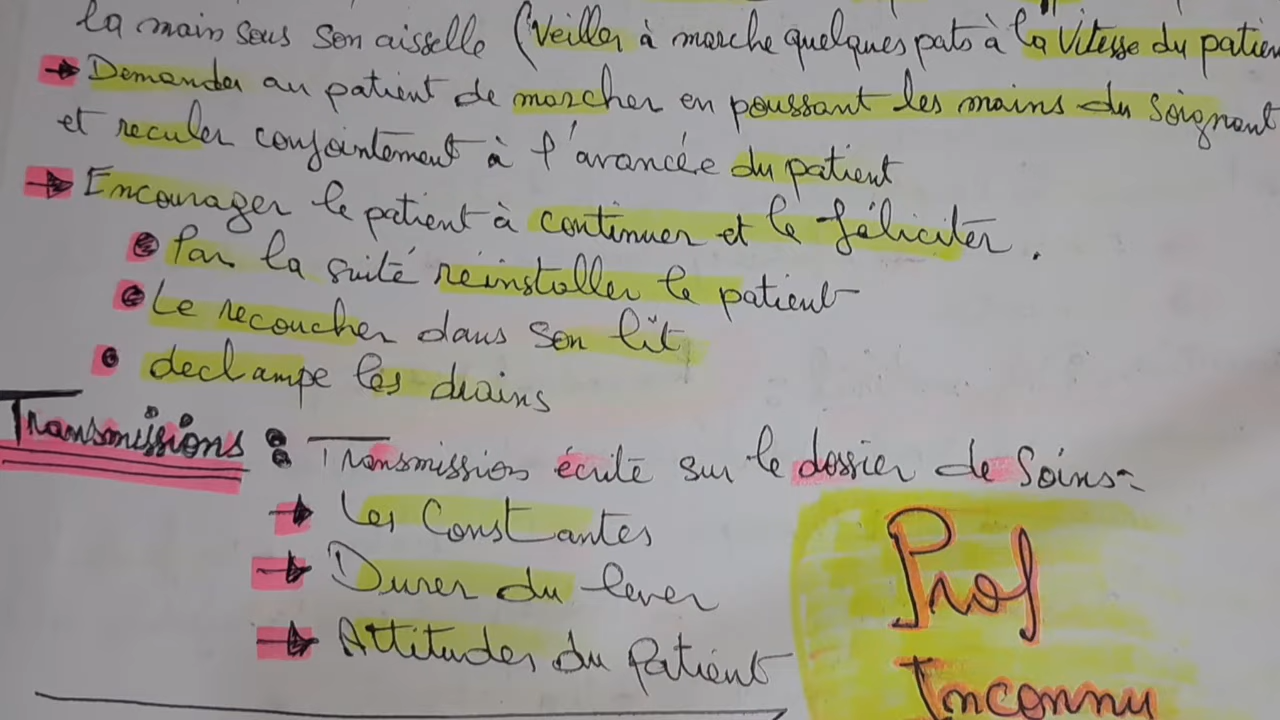 la main sous son aisselle (Veiller à marche quelques pats à la vitesse du patien
→ Demander au patient de marcher en poussant les mains du soignant
et reculer conjointement à l'avancée du patient
→ Encourager le patient à continuer et le féliciter.
• Par la suité réinstaller le patient
• Le recoucher dans son lit
• declampe les drains
Transmissions : Transmission écrite sur le dossier de soins
→ Les Constantes
→ Durer du lever
→ Attitudes du patient
Prof
Inconnu